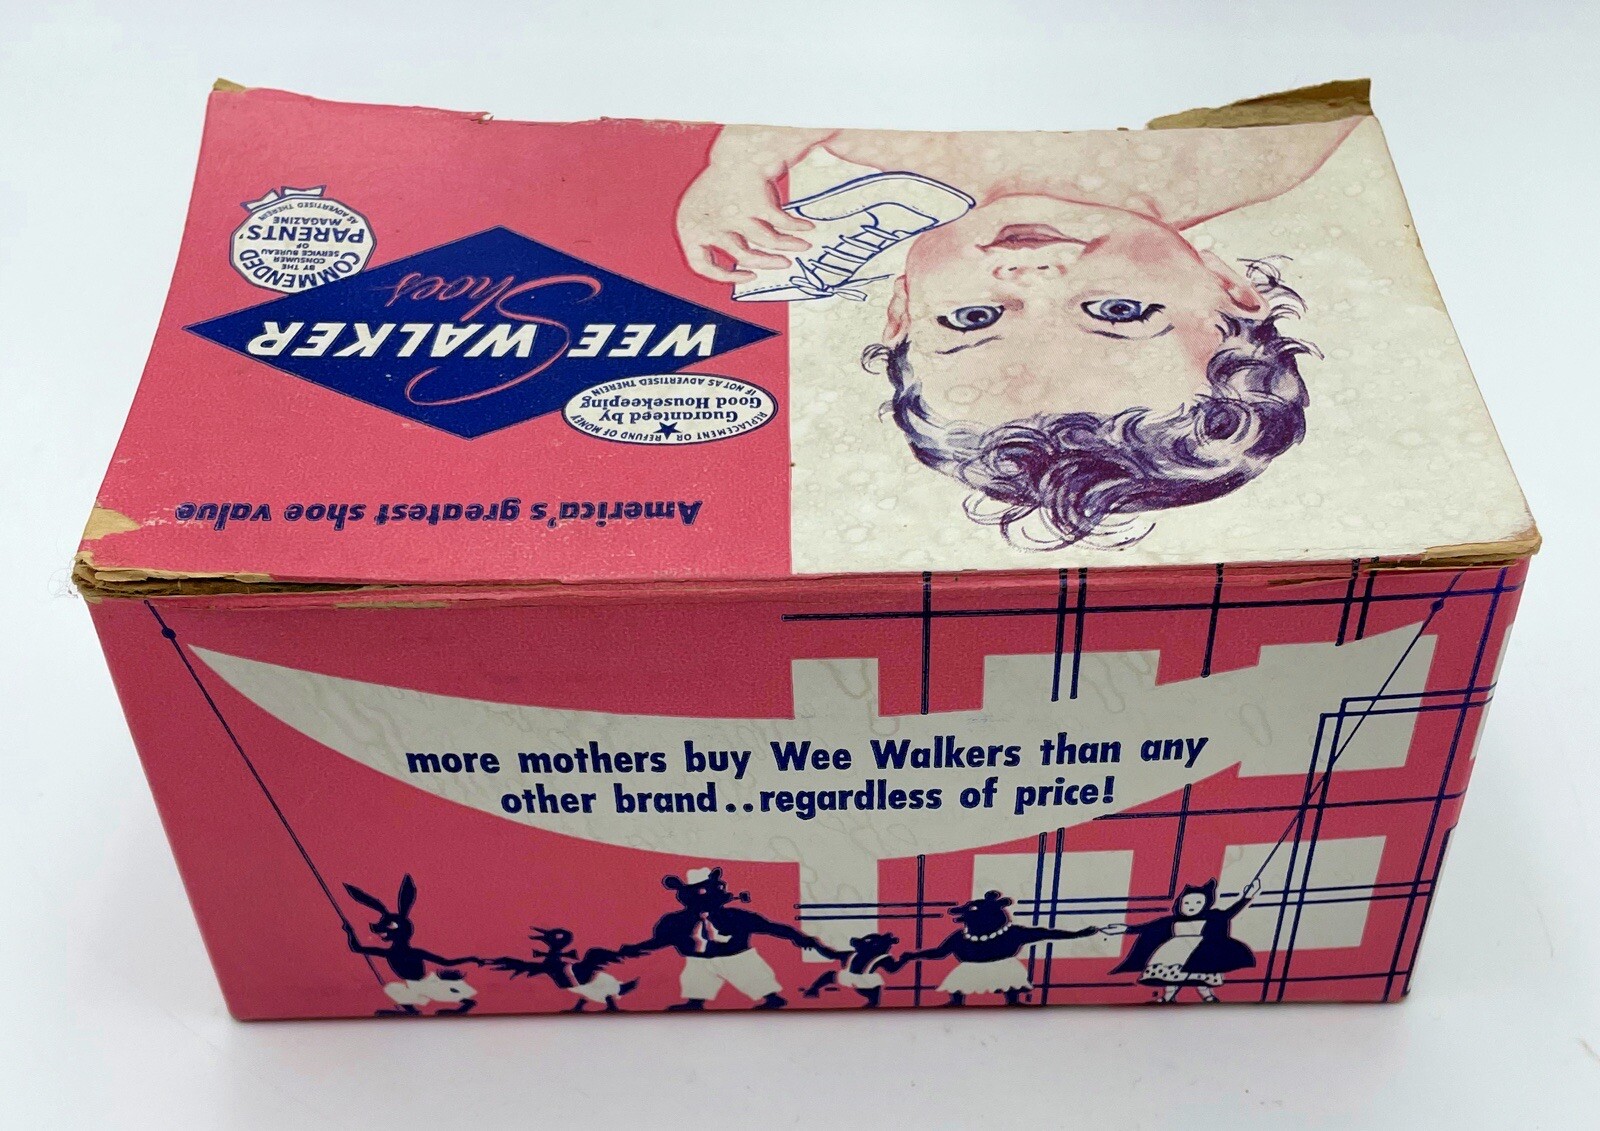 America's greatest shoe value
REPLACEMENT OR REFUND OF MONEY
Guaranteed by
Good Housekeeping
IF NOT AS ADVERTISED THEREIN
WEE WALKER
Shoes
COMMENDED
BY THE
CONSUMER
SERVICE BUREAU
OF
PARENTS'
MAGAZINE
AS ADVERTISED THEREIN
more mothers buy Wee Walkers than any
other brand..regardless of price!